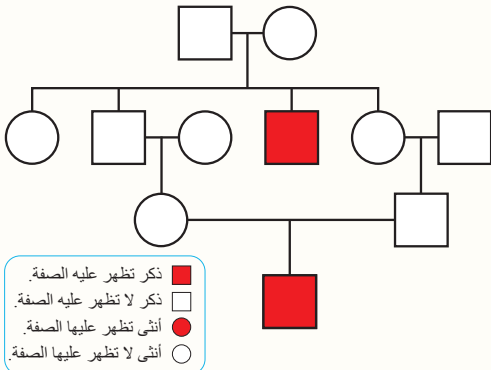 ذكر تظهر عليه الصفة.
ذكر لا تظهر عليه الصفة.
أنثى تظهر عليها الصفة.
أنثى لا تظهر عليها الصفة.